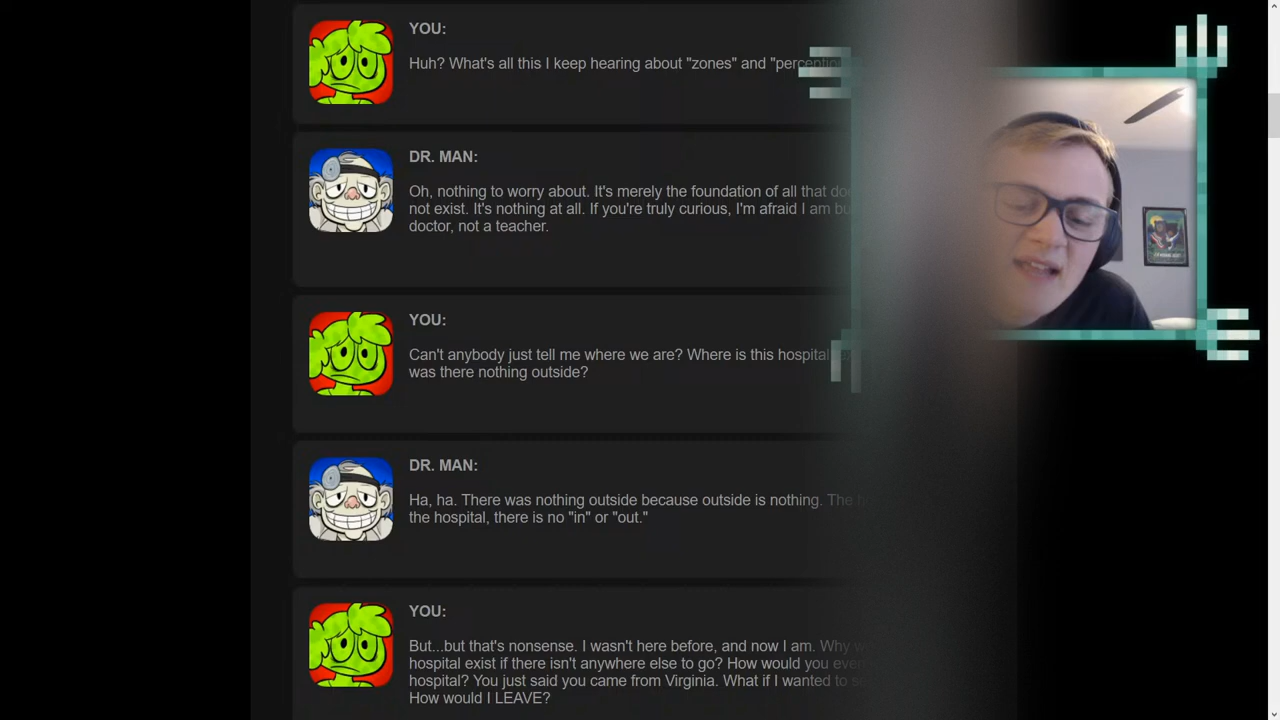 YOU:
Huh? What's all this I keep hearing about "zones" and
DR. MAN:
Oh, nothing to worry about. It's merely the foundation of all that
not exist. It's nothing at all. If you're truly curious, I'm afraid I am
doctor, not a teacher.
YOU:
Can't anybody just tell me where we are? Where is this hospital
was there nothing outside?
DR. MAN:
Ha, ha. There was nothing outside because outside is nothing. The
the hospital, there is no "in" or "out."
YOU:
But...but that's nonsense. I wasn't here before, and now I am. Why
hospital exist if there isn't anywhere else to go? How would you
hospital? You just said you came from Virginia. What if I wanted to
How would I LEAVE?